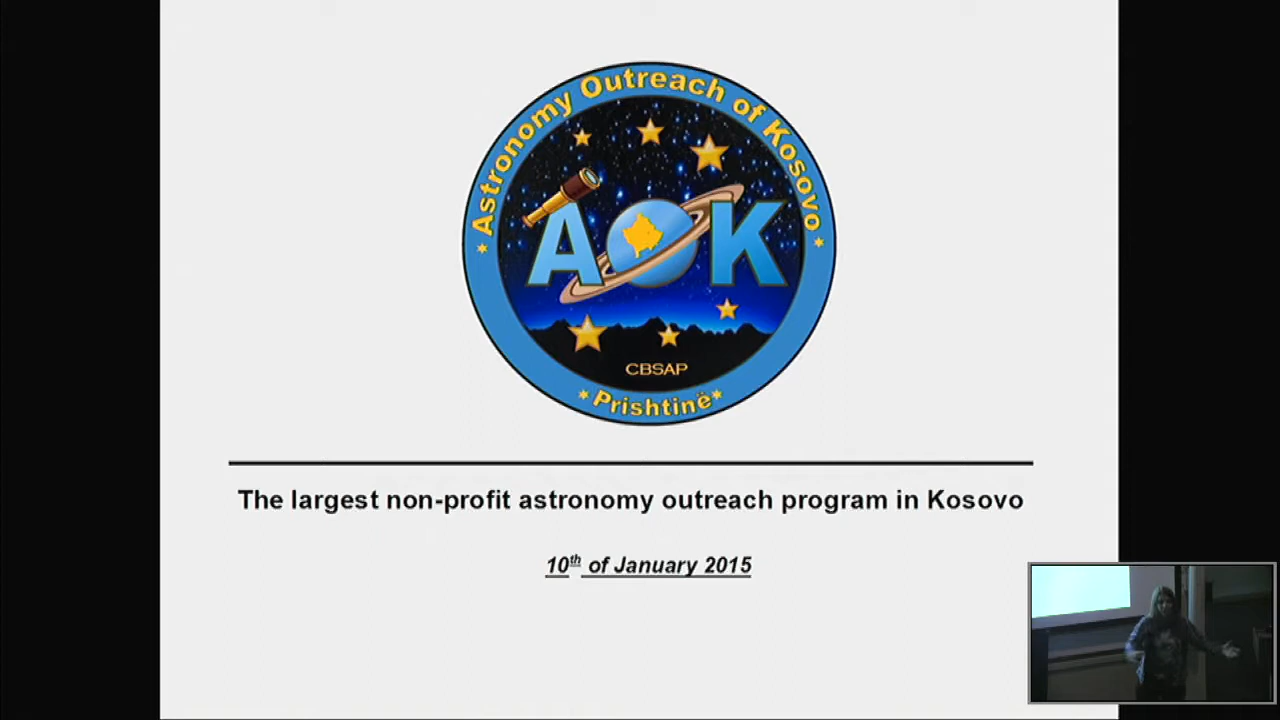 Astronomy Outreach of Kosovo
AOK
CBSAP
Prishtinë
The largest non-profit astronomy outreach program in Kosovo
10th of January 2015